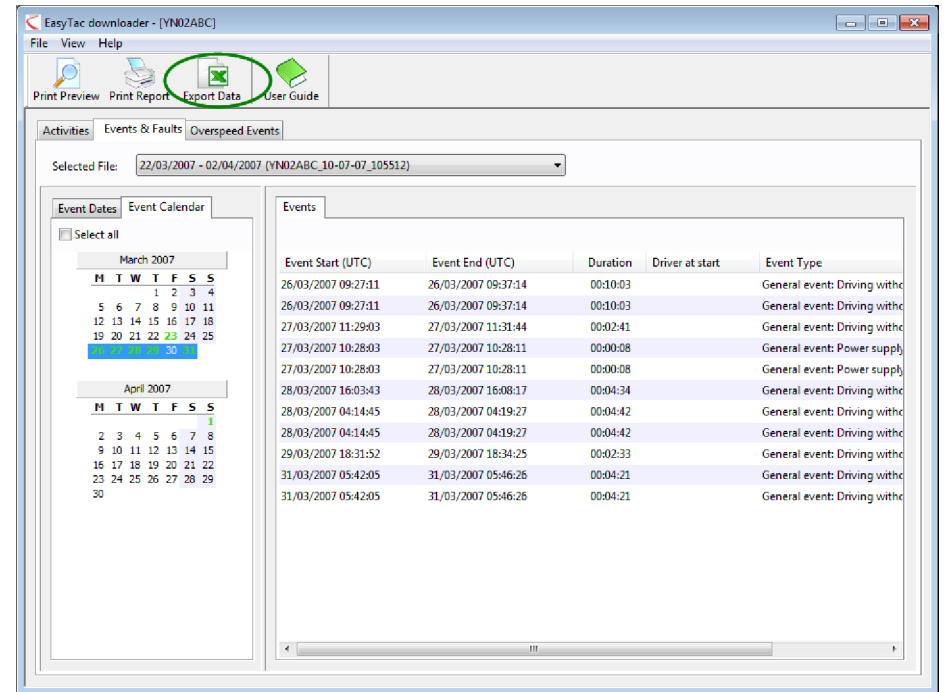 EasyTac downloader - [YN02ABC]
File View Help
Print Preview Print Report Export Data User Guide
Activities Events & Faults Overspeed Events
Selected File: 22/03/2007 - 02/04/2007 (YN02ABC_10-07-07_105512)
Event Dates Event Calendar
Select all
March 2007
M T W T F S S
1 2 3 4
5 6 7 8 9 10 11
12 13 14 15 16 17 18
19 20 21 22 23 24 25
26 27 28 29 30 31
April 2007
M T W T F S S
1
2 3 4 5 6 7 8
9 10 11 12 13 14 15
16 17 18 19 20 21 22
23 24 25 26 27 28 29
30
Events
Event Start (UTC) Event End (UTC) Duration Driver at start Event Type
26/03/2007 09:27:11 26/03/2007 09:37:14 00:10:03 General event: Driving witho
26/03/2007 09:27:11 26/03/2007 09:37:14 00:10:03 General event: Driving witho
27/03/2007 11:29:03 27/03/2007 11:31:44 00:02:41 General event: Driving witho
27/03/2007 10:28:03 27/03/2007 10:28:11 00:00:08 General event: Power supply
27/03/2007 10:28:03 27/03/2007 10:28:11 00:00:08 General event: Power supply
28/03/2007 16:03:43 28/03/2007 16:08:17 00:04:34 General event: Driving witho
28/03/2007 04:14:45 28/03/2007 04:19:27 00:04:42 General event: Driving witho
28/03/2007 04:14:45 28/03/2007 04:19:27 00:04:42 General event: Driving witho
29/03/2007 18:31:52 29/03/2007 18:34:25 00:02:33 General event: Driving witho
31/03/2007 05:42:05 31/03/2007 05:46:26 00:04:21 General event: Driving witho
31/03/2007 05:42:05 31/03/2007 05:46:26 00:04:21 General event: Driving witho